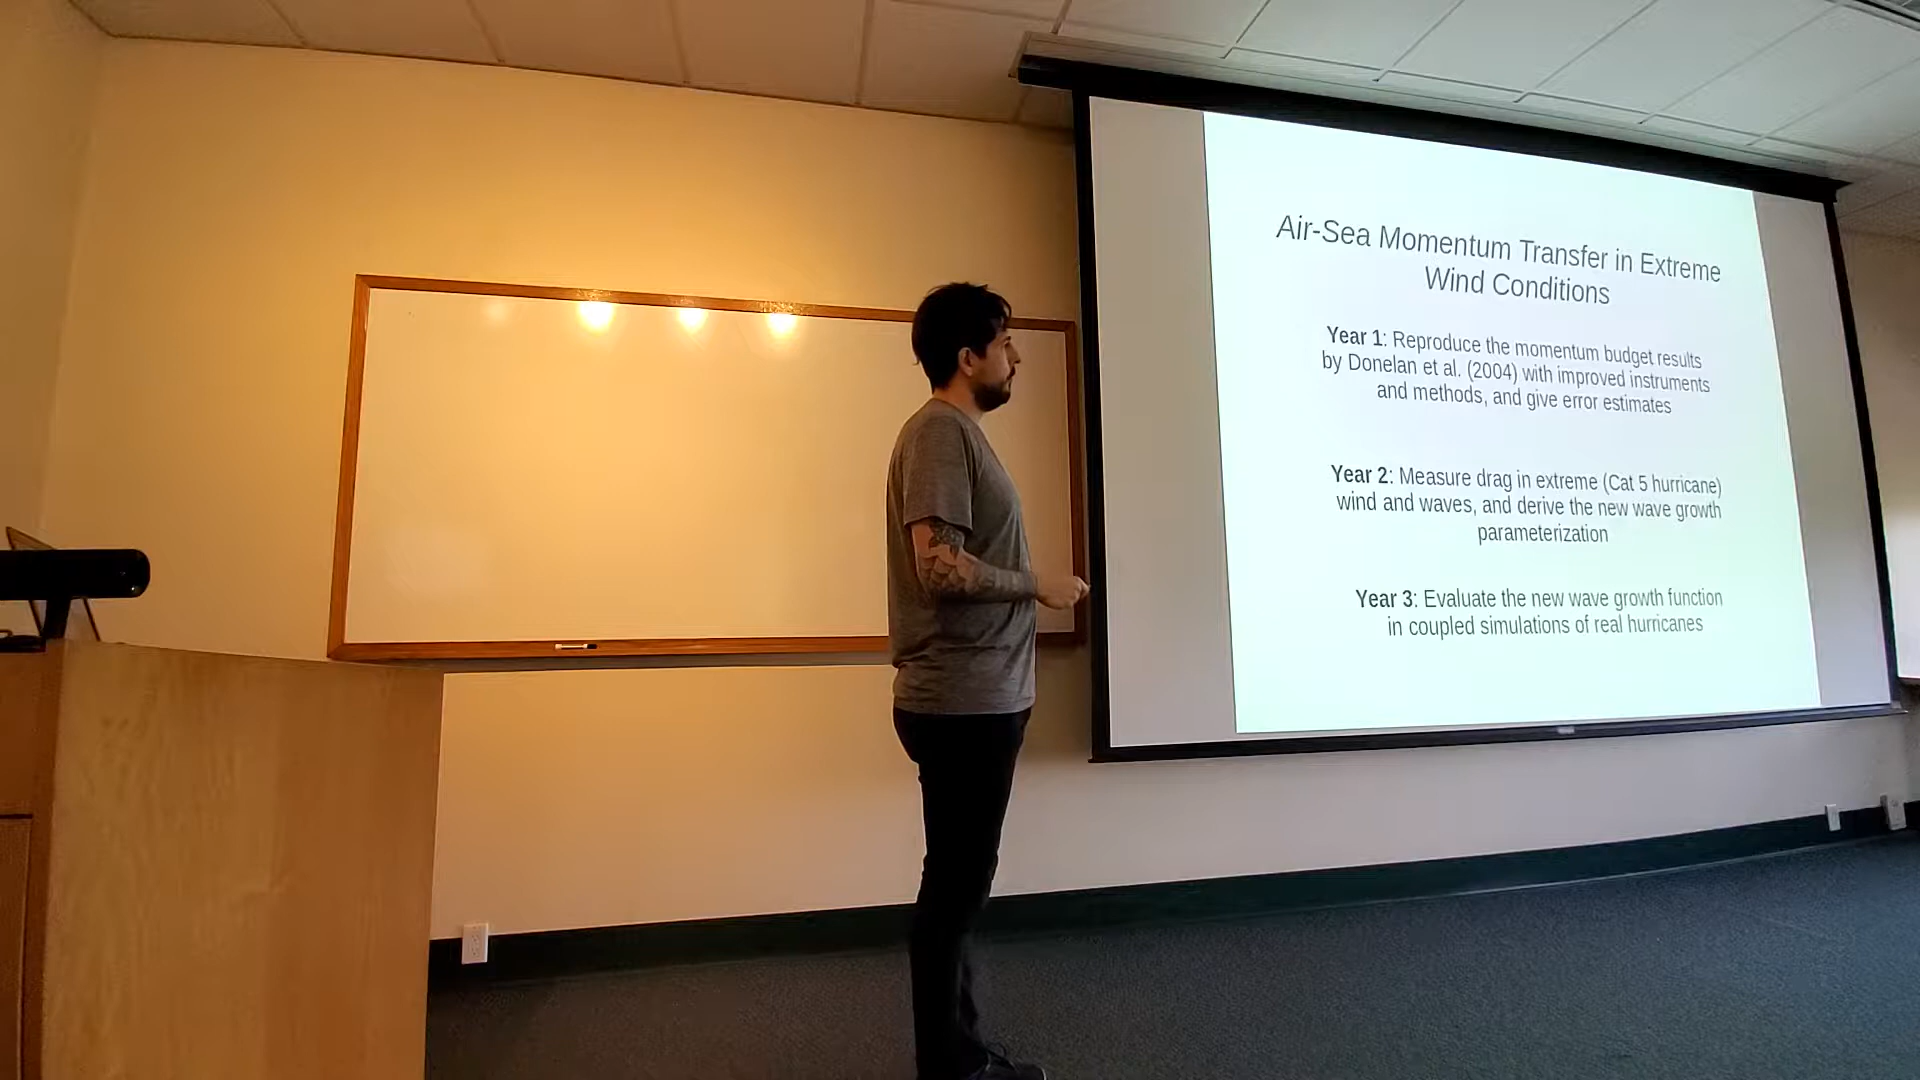 Air-Sea Momentum Transfer in Extreme
Wind Conditions
Year 1: Reproduce the momentum budget results
by Donelan et al. (2004) with improved instruments
and methods, and give error estimates
Year 2: Measure drag in extreme (Cat 5 hurricane)
wind and waves, and derive the new wave growth
parameterization
Year 3: Evaluate the new wave growth function
in coupled simulations of real hurricanes